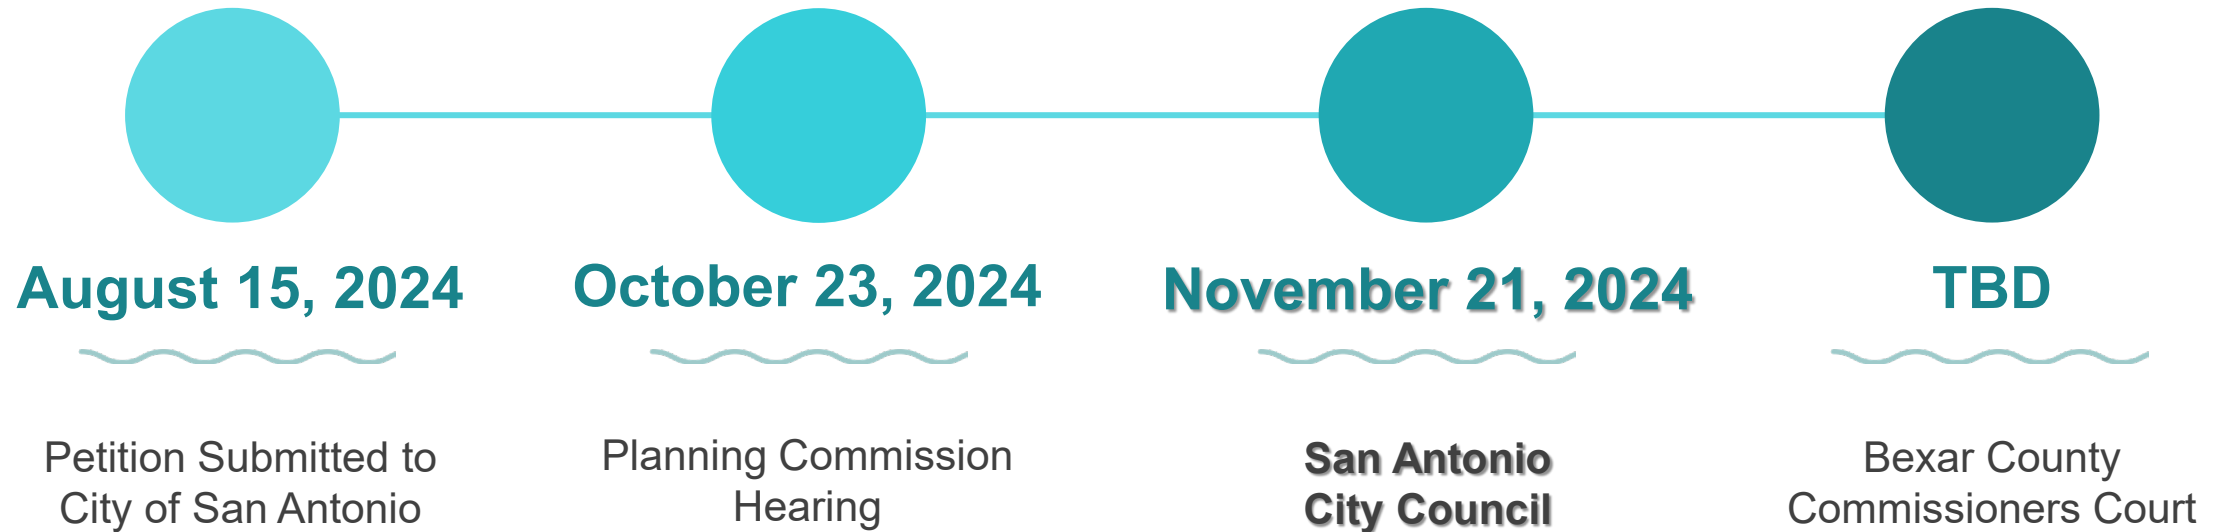 August 15, 2024
October 23, 2024
November 21, 2024
TBD
Petition Submitted to
City of San Antonio
Planning Commission
Hearing
San Antonio
City Council
Bexar County
Commissioners Court